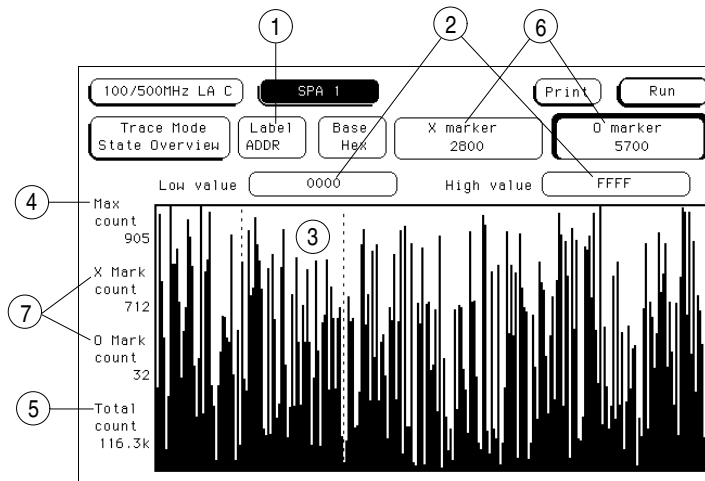 1
2
6
100/500MHz LA C
SPA 1
Print
Run
Trace Mode
State Overview
Label
ADDR
Base
Hex
X marker
2800
O marker
5700
Low value
0000
High value
FFFF
4
Max
count
905
3
X Mark
count
712
7
O Mark
count
32
5
Total
count
116.3k